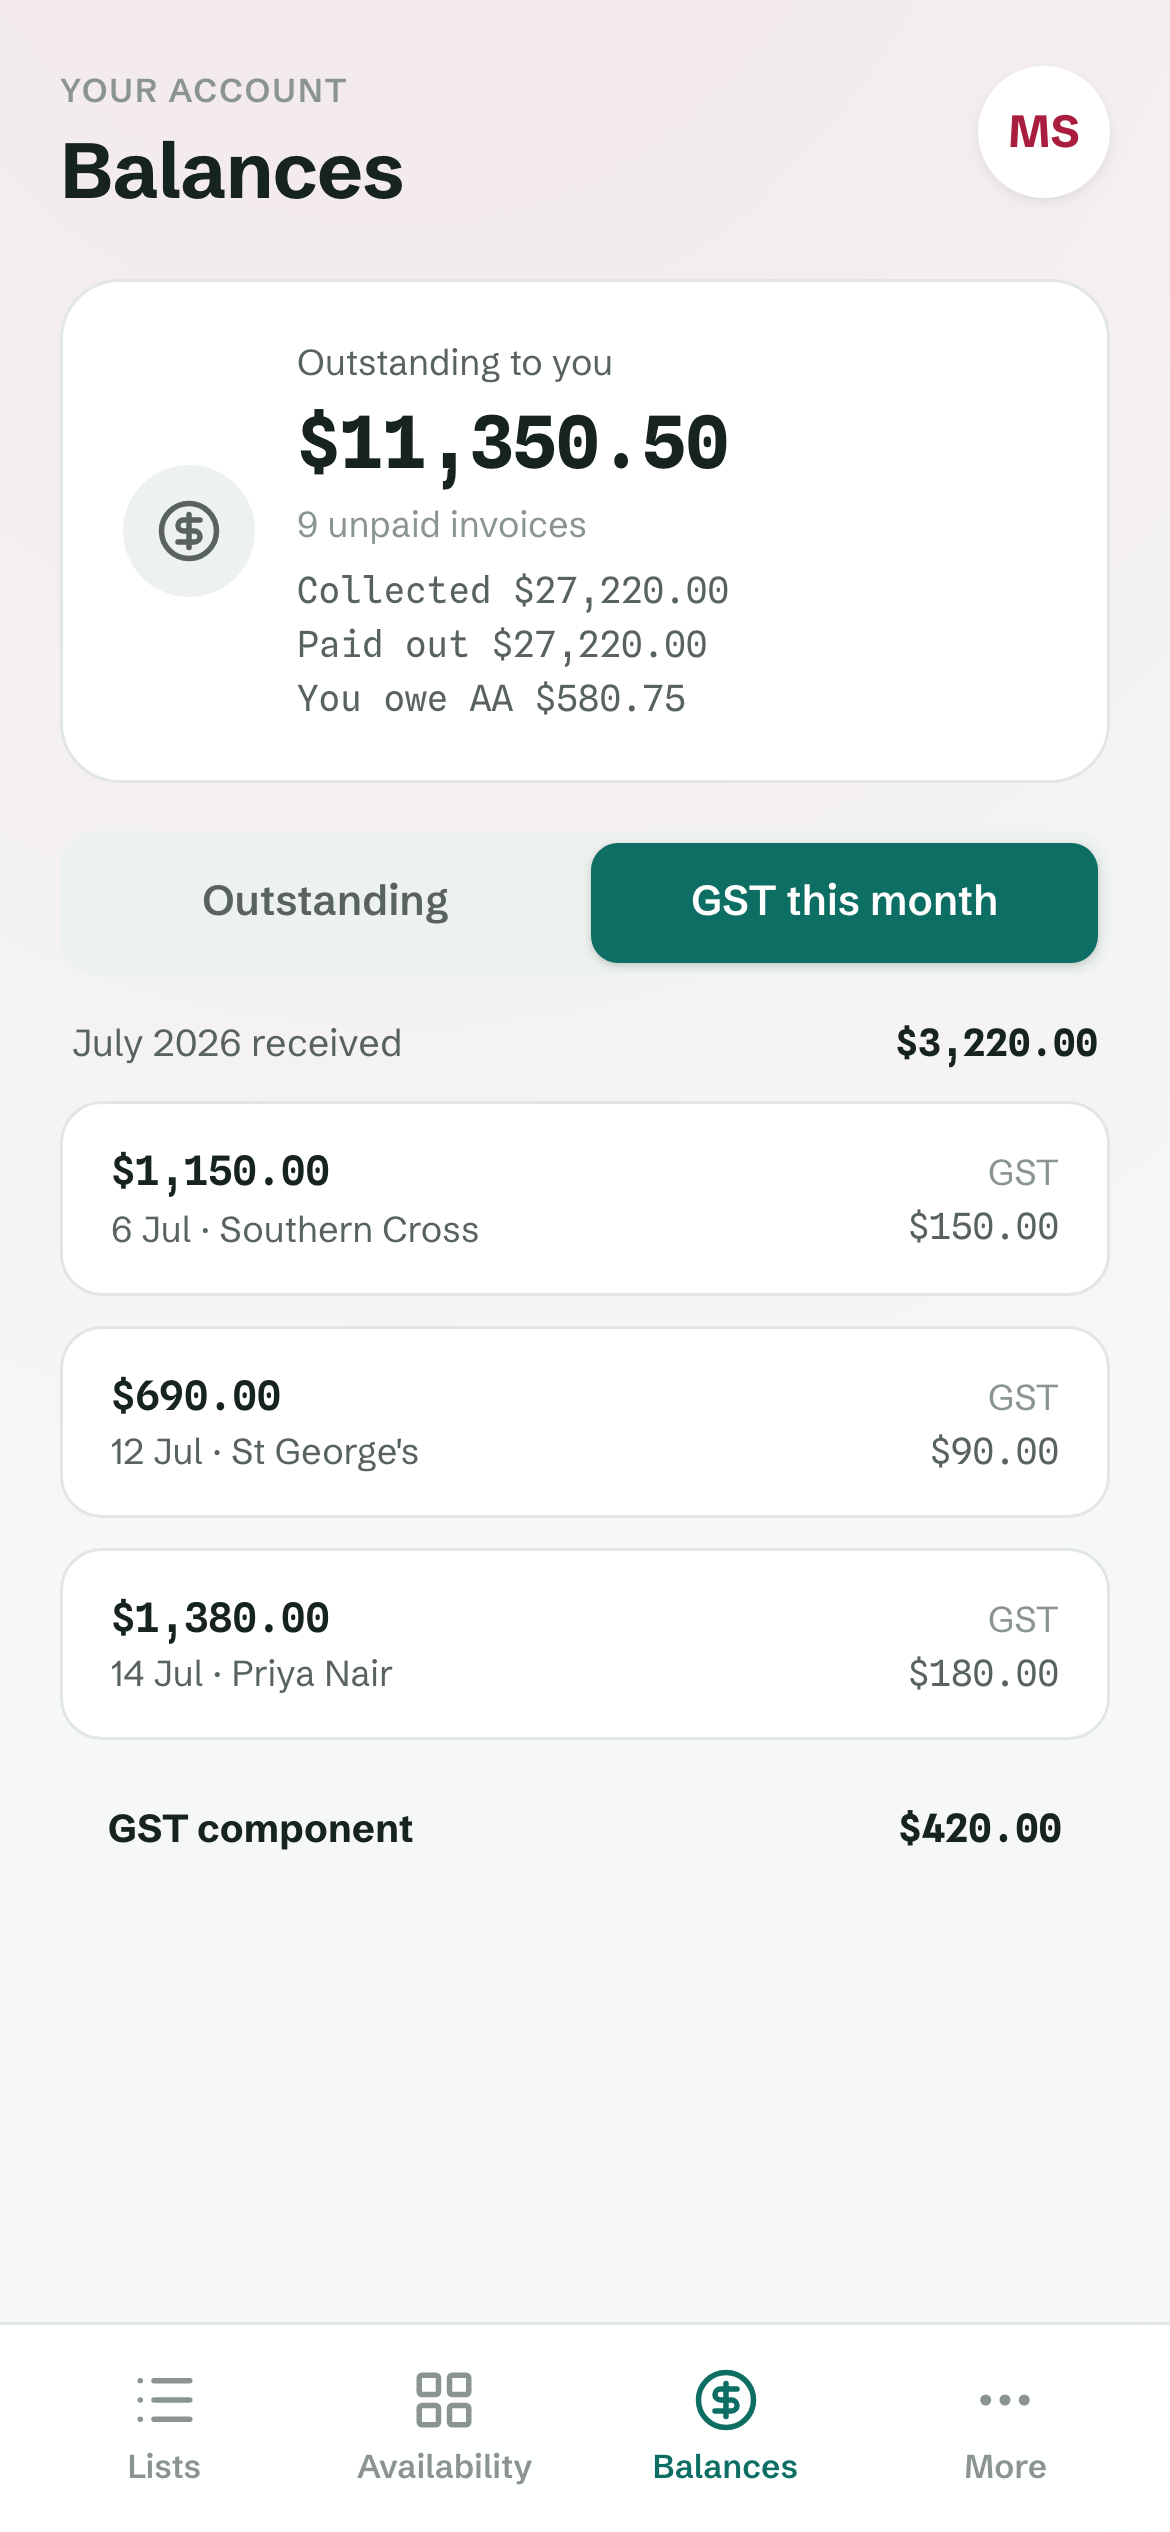 YOUR ACCOUNT
Balances
MS
Outstanding to you
$11,350.50
9 unpaid invoices
Collected $27,220.00
Paid out $27,220.00
You owe AA $580.75
Outstanding
GST this month
July 2026 received
$3,220.00
$1,150.00
GST
6 Jul · Southern Cross
$150.00
$690.00
GST
12 Jul · St George's
$90.00
$1,380.00
GST
14 Jul · Priya Nair
$180.00
GST component
$420.00
Lists
Availability
Balances
More